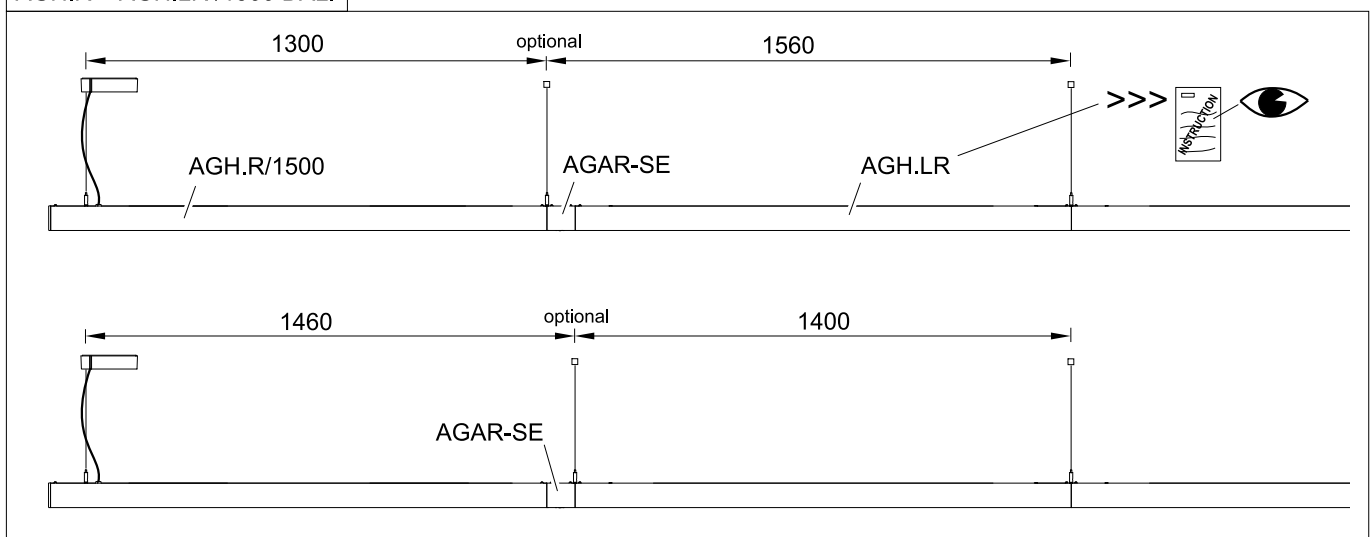 1300
optional
1560
>>>
INSTRUCTION
AGH.R/1500
AGAR-SE
AGH.LR
1460
optional
1400
AGAR-SE